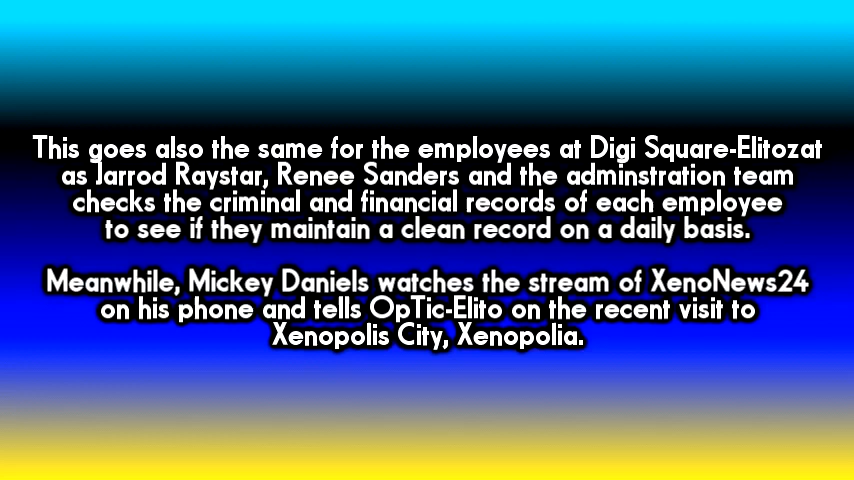 This goes also the same for the employees at Digi Square-Elitozat
as Jarrod Raystar, Renee Sanders and the adminstration team
checks the criminal and financial records of each employee
to see if they maintain a clean record on a daily basis.
Meanwhile, Mickey Daniels watches the stream of XenoNews24
on his phone and tells OpTic-Elito on the recent visit to
Xenopolis City, Xenopolia.